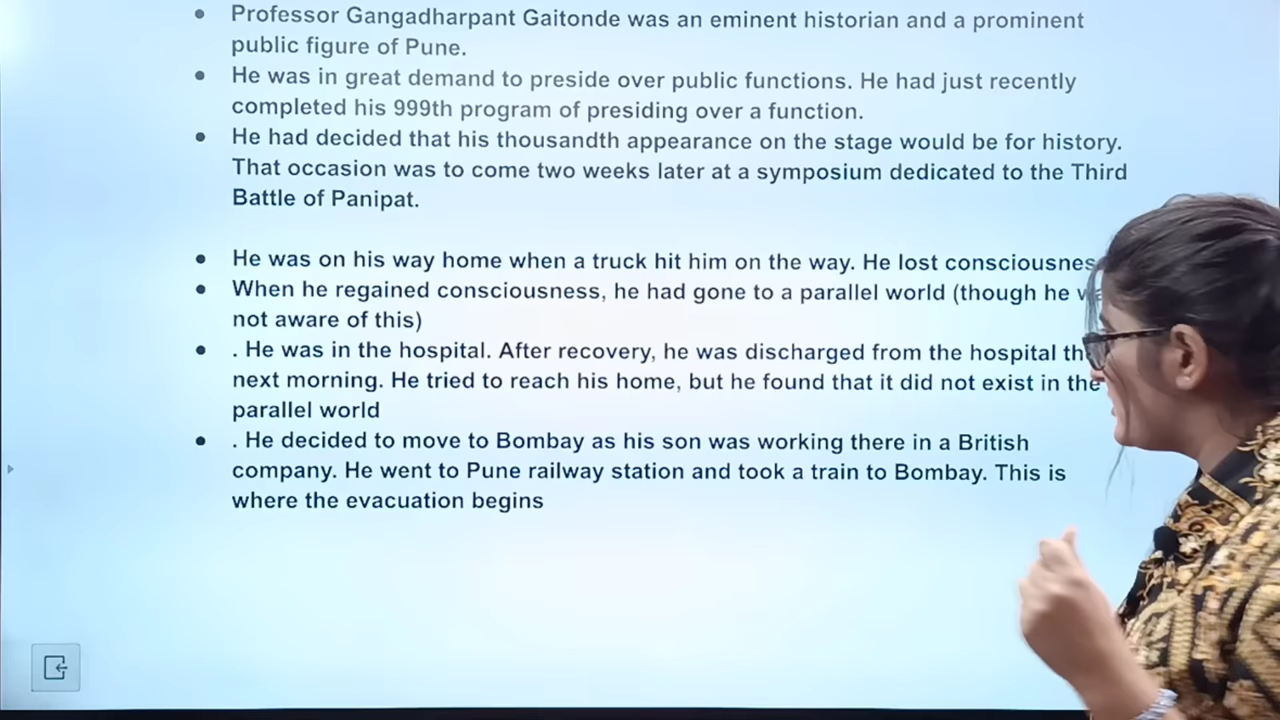 Professor Gangadharpant Gaitonde was an eminent historian and a prominent
public figure of Pune.
He was in great demand to preside over public functions. He had just recently
completed his 999th program of presiding over a function.
He had decided that his thousandth appearance on the stage would be for history.
That occasion was to come two weeks later at a symposium dedicated to the Third
Battle of Panipat.
He was on his way home when a truck hit him on the way. He lost consciousnes
When he regained consciousness, he had gone to a parallel world (though he
not aware of this)
. He was in the hospital. After recovery, he was discharged from the hospital th
next morning. He tried to reach his home, but he found that it did not exist in the
parallel world
. He decided to move to Bombay as his son was working there in a British
company. He went to Pune railway station and took a train to Bombay. This is
where the evacuation begins